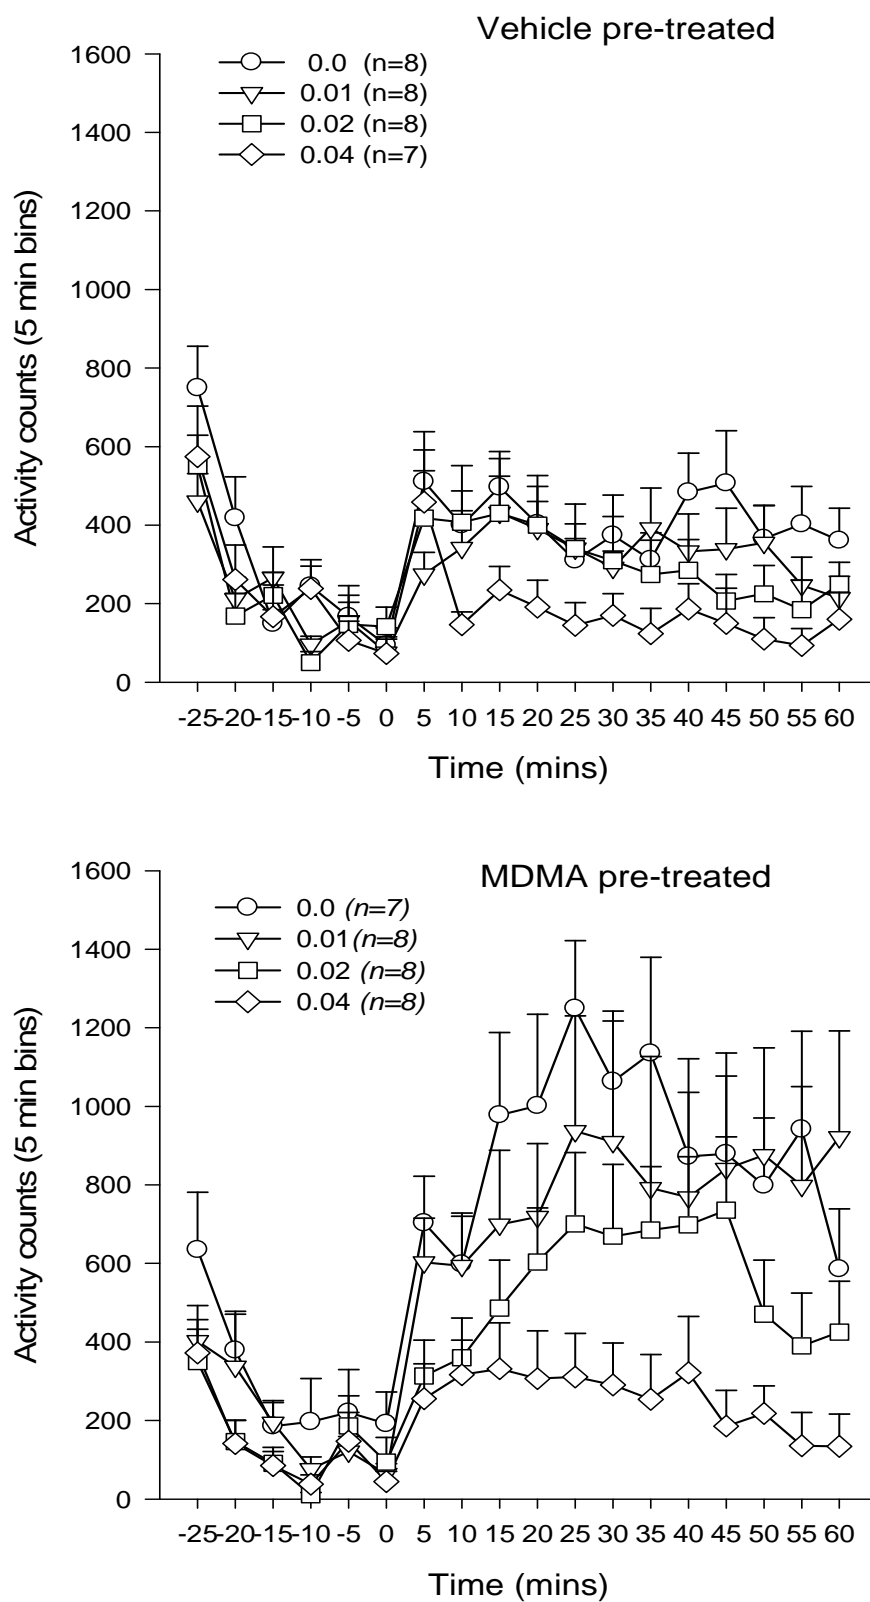 Vehicle pre-treated
1600
1400
1200
1000
800
600
400
200
0
Activity counts (5 min bins)
0.0 (n=8)
0.01 (n=8)
0.02 (n=8)
0.04 (n=7)
-25 -20 -15 -10 -5 0 5 10 15 20 25 30 35 40 45 50 55 60
Time (mins)
MDMA pre-treated
1600
1400
1200
1000
800
600
400
200
0
Activity counts (5 min bins)
0.0 (n=7)
0.01 (n=8)
0.02 (n=8)
0.04 (n=8)
-25 -20 -15 -10 -5 0 5 10 15 20 25 30 35 40 45 50 55 60
Time (mins)